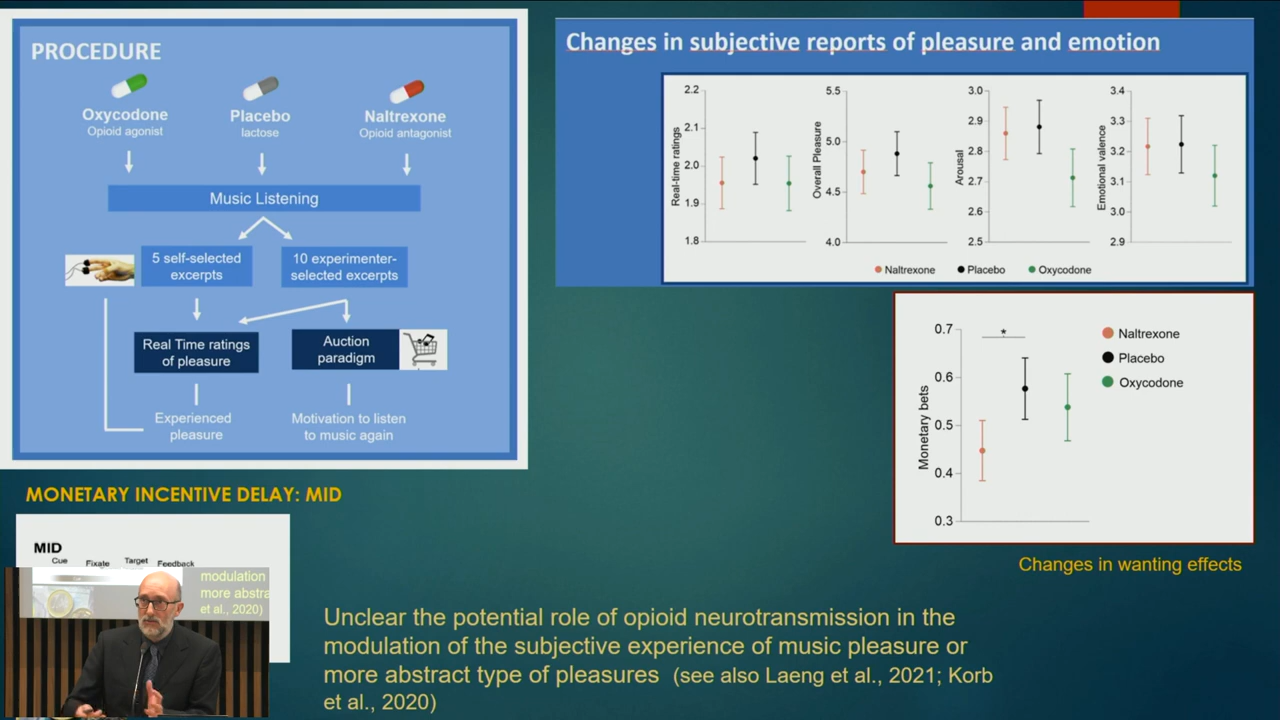 PROCEDURE
Oxycodone
Opioid agonist
Placebo
lactose
Naltrexone
Opioid antagonist
Music Listening
5 self-selected
excerpts
10 experimenter-
selected excerpts
Real Time ratings
of pleasure
Auction
paradigm
Experienced
pleasure
Motivation to listen
to music again
Changes in subjective reports of pleasure and emotion
Real-time ratings
2.2
2.1
2.0
1.9
1.8
Overall Pleasure
5.5
5.0
4.5
4.0
Arousal
3.0
2.9
2.8
2.7
2.6
2.5
Emotional valence
3.4
3.3
3.2
3.1
3.0
2.9
Naltrexone
Placebo
Oxycodone
Monetary bets
0.7
0.6
0.5
0.4
0.3
*
Naltrexone
Placebo
Oxycodone
Changes in wanting effects
MONETARY INCENTIVE DELAY: MID
MID
Cue
Fixate
Target
Feedback
modulation
more abstra
et al., 2020)
Unclear the potential role of opioid neurotransmission in the
modulation of the subjective experience of music pleasure or
more abstract type of pleasures (see also Laeng et al., 2021; Korb
et al., 2020)